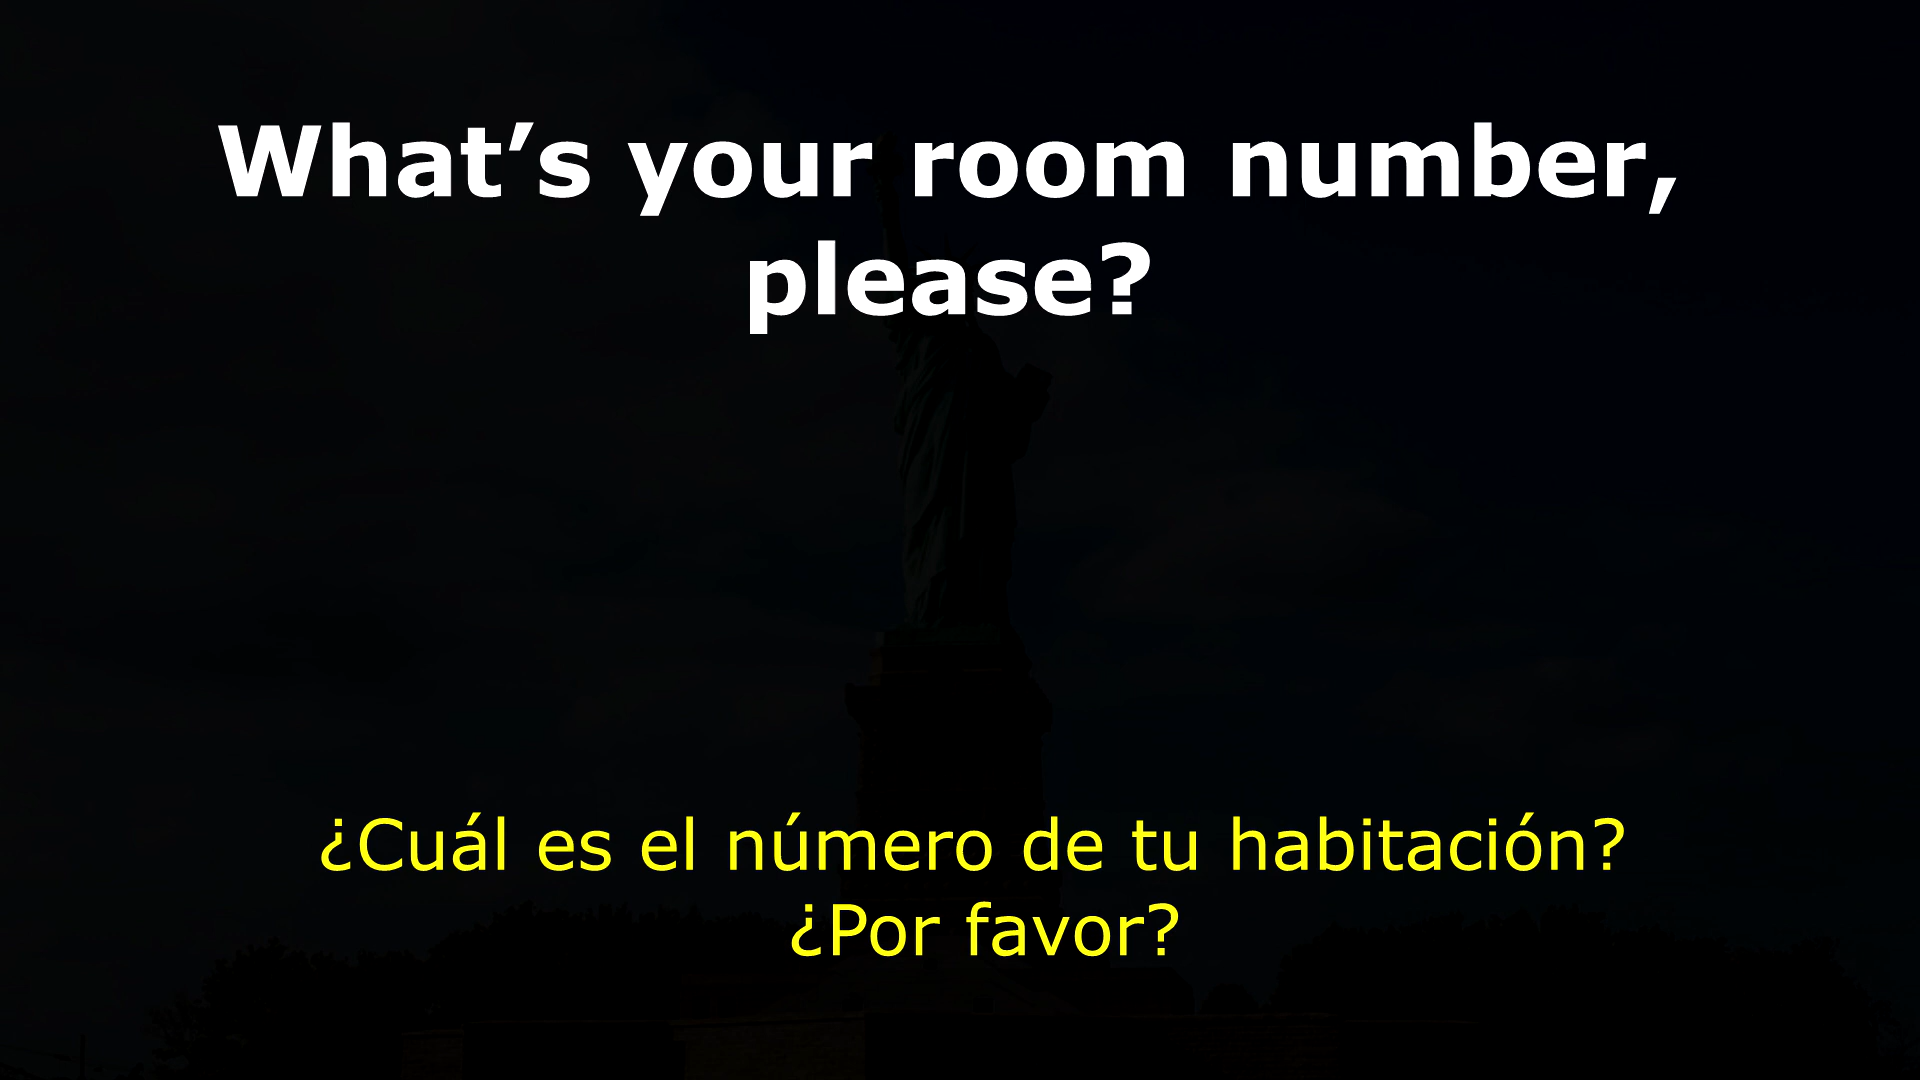 What’s your room number,
please?
¿Cuál es el número de tu habitación?
¿Por favor?